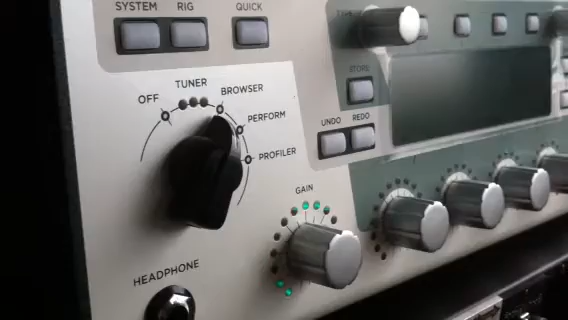 SYSTEM RIG QUICK
STORE
UNDO REDO
OFF TUNER BROWSER
PERFORM
PROFILER
GAIN
HEADPHONE